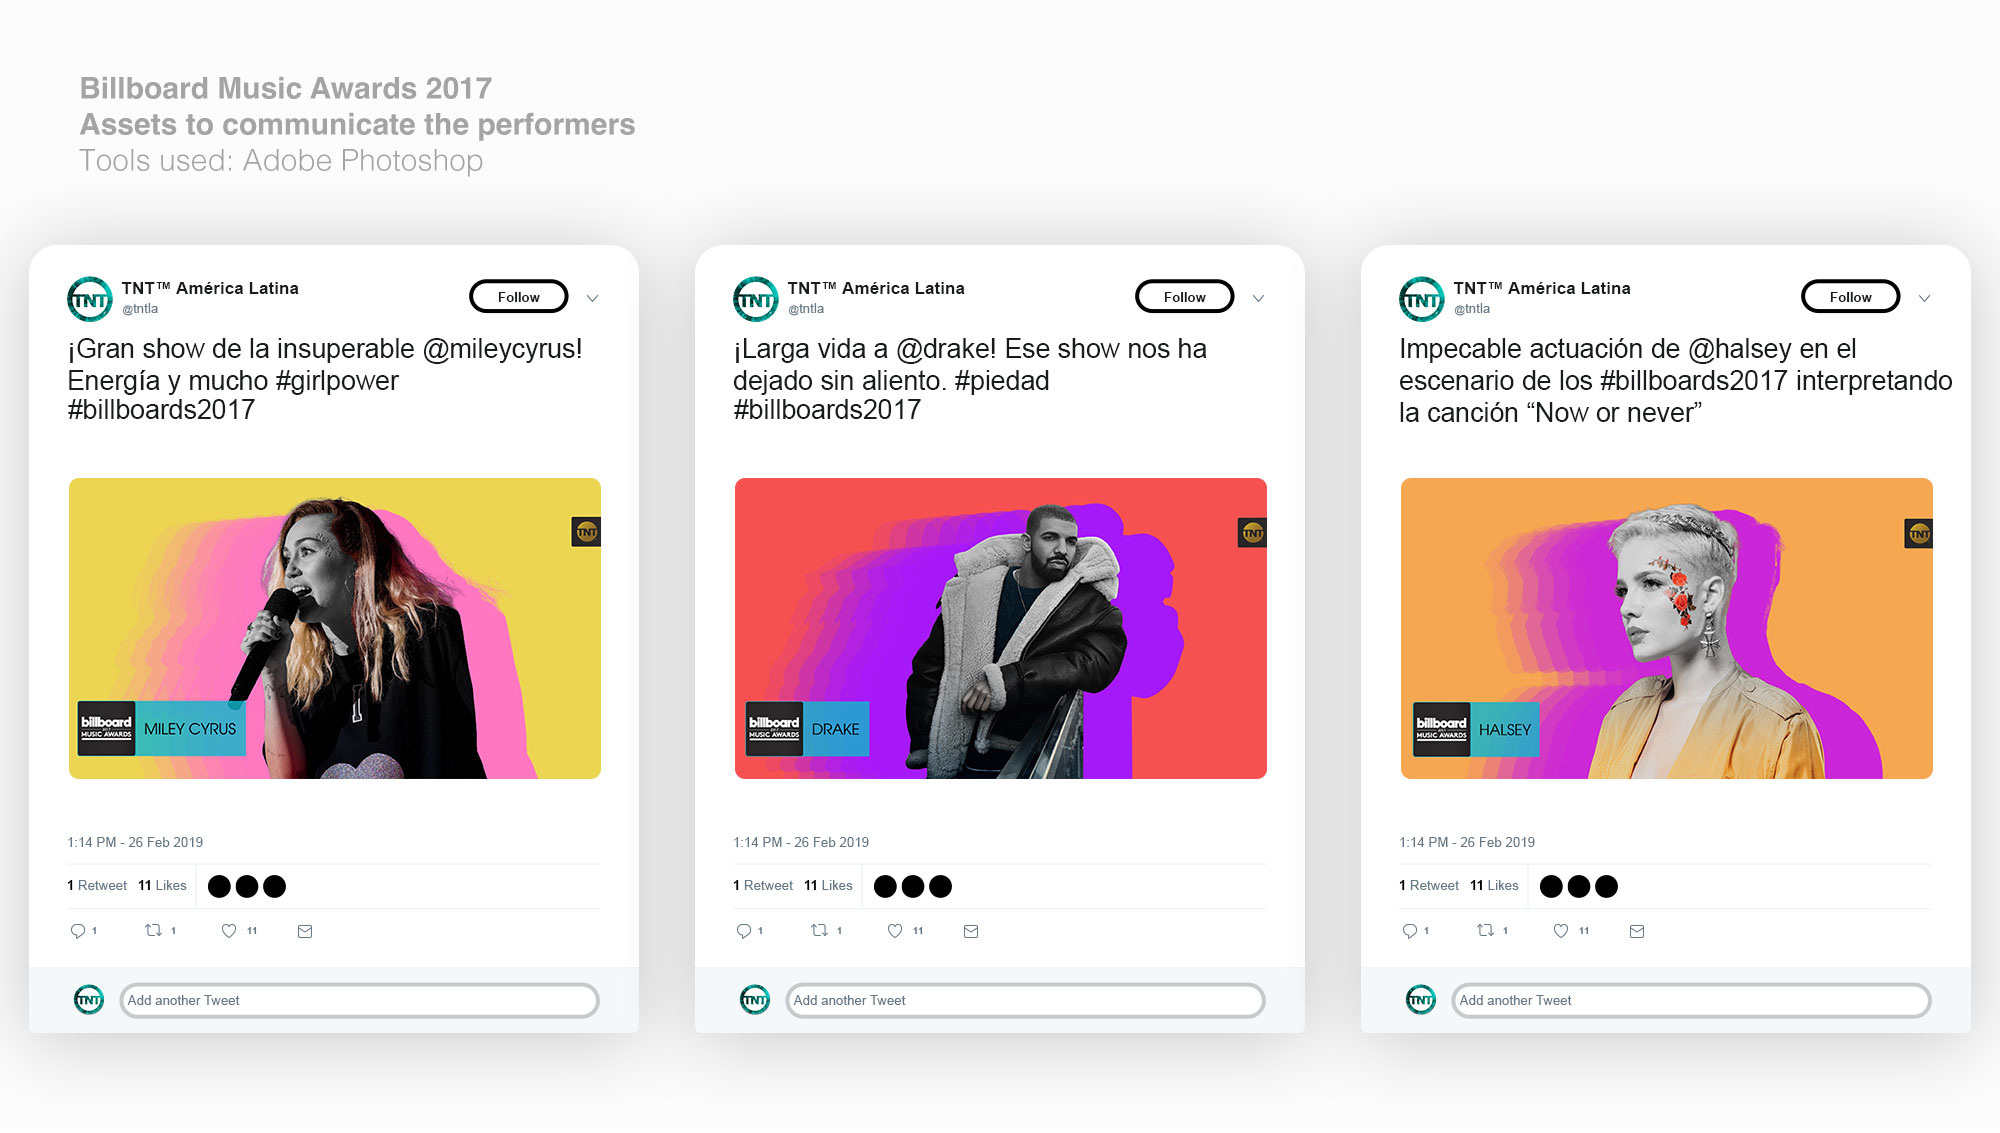 Billboard Music Awards 2017
Assets to communicate the performers
Tools used: Adobe Photoshop
TNT™ América Latina
@tntla
Follow
¡Gran show de la insuperable @mileycyrus!
Energía y mucho #girlpower
#billboards2017
TNT
TNT
billboard
2017
MUSIC AWARDS
MILEY CYRUS
1:14 PM - 26 Feb 2019
1 Retweet 11 Likes
1 1 11
TNT
Add another Tweet
TNT™ América Latina
@tntla
Follow
¡Larga vida a @drake! Ese show nos ha
dejado sin aliento. #piedad
#billboards2017
TNT
TNT
billboard
2017
MUSIC AWARDS
DRAKE
1:14 PM - 26 Feb 2019
1 Retweet 11 Likes
1 1 11
TNT
Add another Tweet
TNT™ América Latina
@tntla
Follow
Impecable actuación de @halsey en el
escenario de los #billboards2017 interpretando
la canción “Now or never”
TNT
TNT
billboard
2017
MUSIC AWARDS
HALSEY
1:14 PM - 26 Feb 2019
1 Retweet 11 Likes
1 1 11
TNT
Add another Tweet